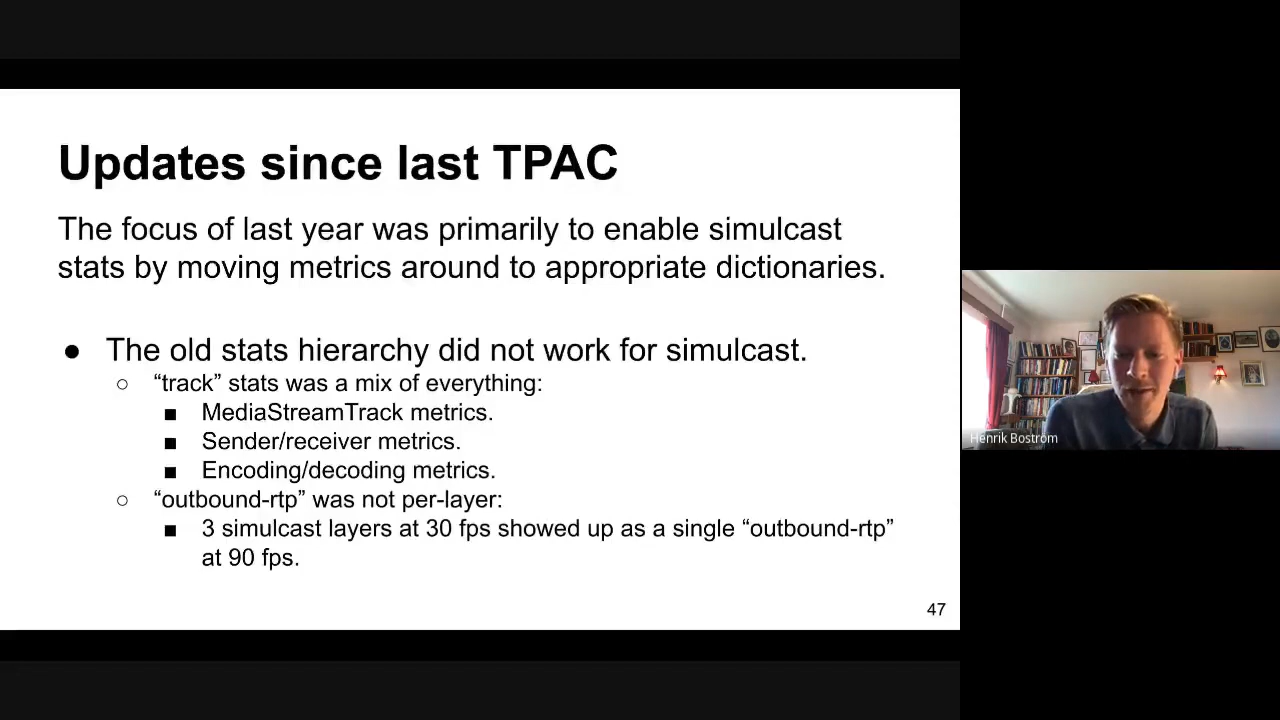 Updates since last TPAC
The focus of last year was primarily to enable simulcast
stats by moving metrics around to appropriate dictionaries.
● The old stats hierarchy did not work for simulcast.
○ “track” stats was a mix of everything:
■ MediaStreamTrack metrics.
■ Sender/receiver metrics.
■ Encoding/decoding metrics.
○ “outbound-rtp” was not per-layer:
■ 3 simulcast layers at 30 fps showed up as a single “outbound-rtp”
at 90 fps.
47
Henrik Boström